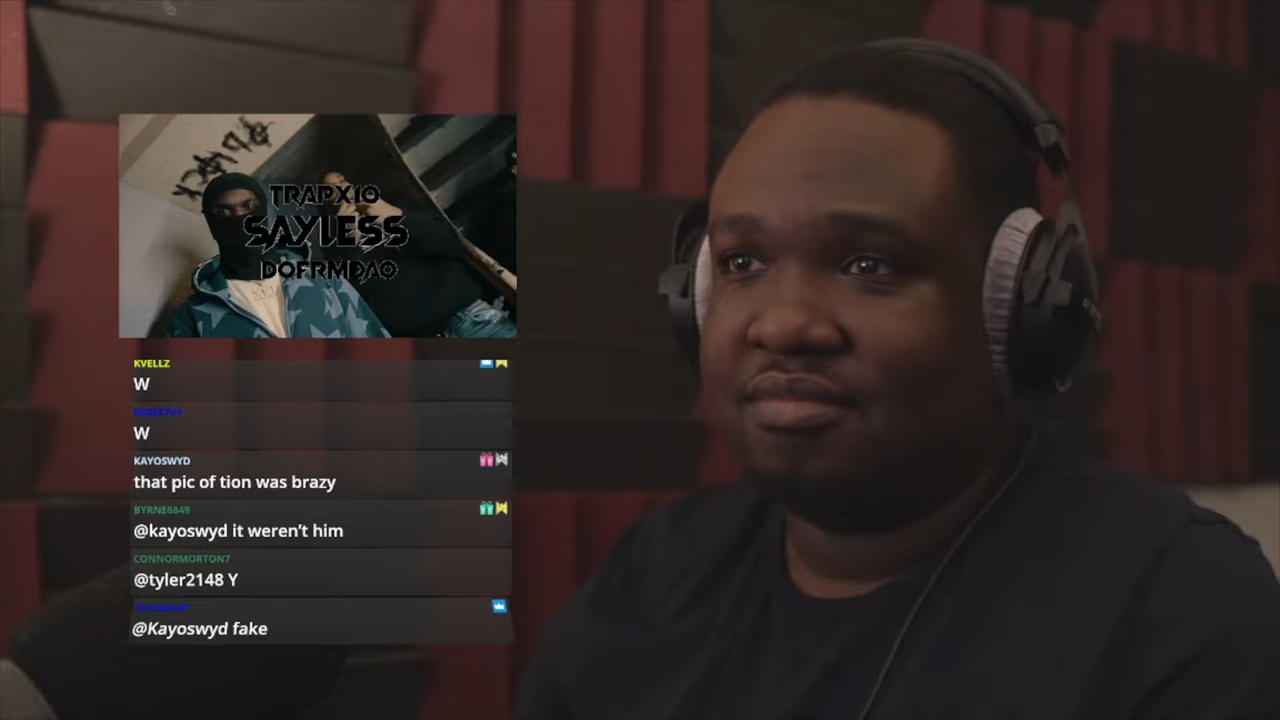 TRAPX10
SAYLESS
DOFRMDAO
KVELLZ
W
W
KAYOSWYD
that pic of tion was brazy
BYRNE6849
@kayoswyd it weren't him
CONNORMORTON7
@tyler2148 Y
@Kayoswyd fake